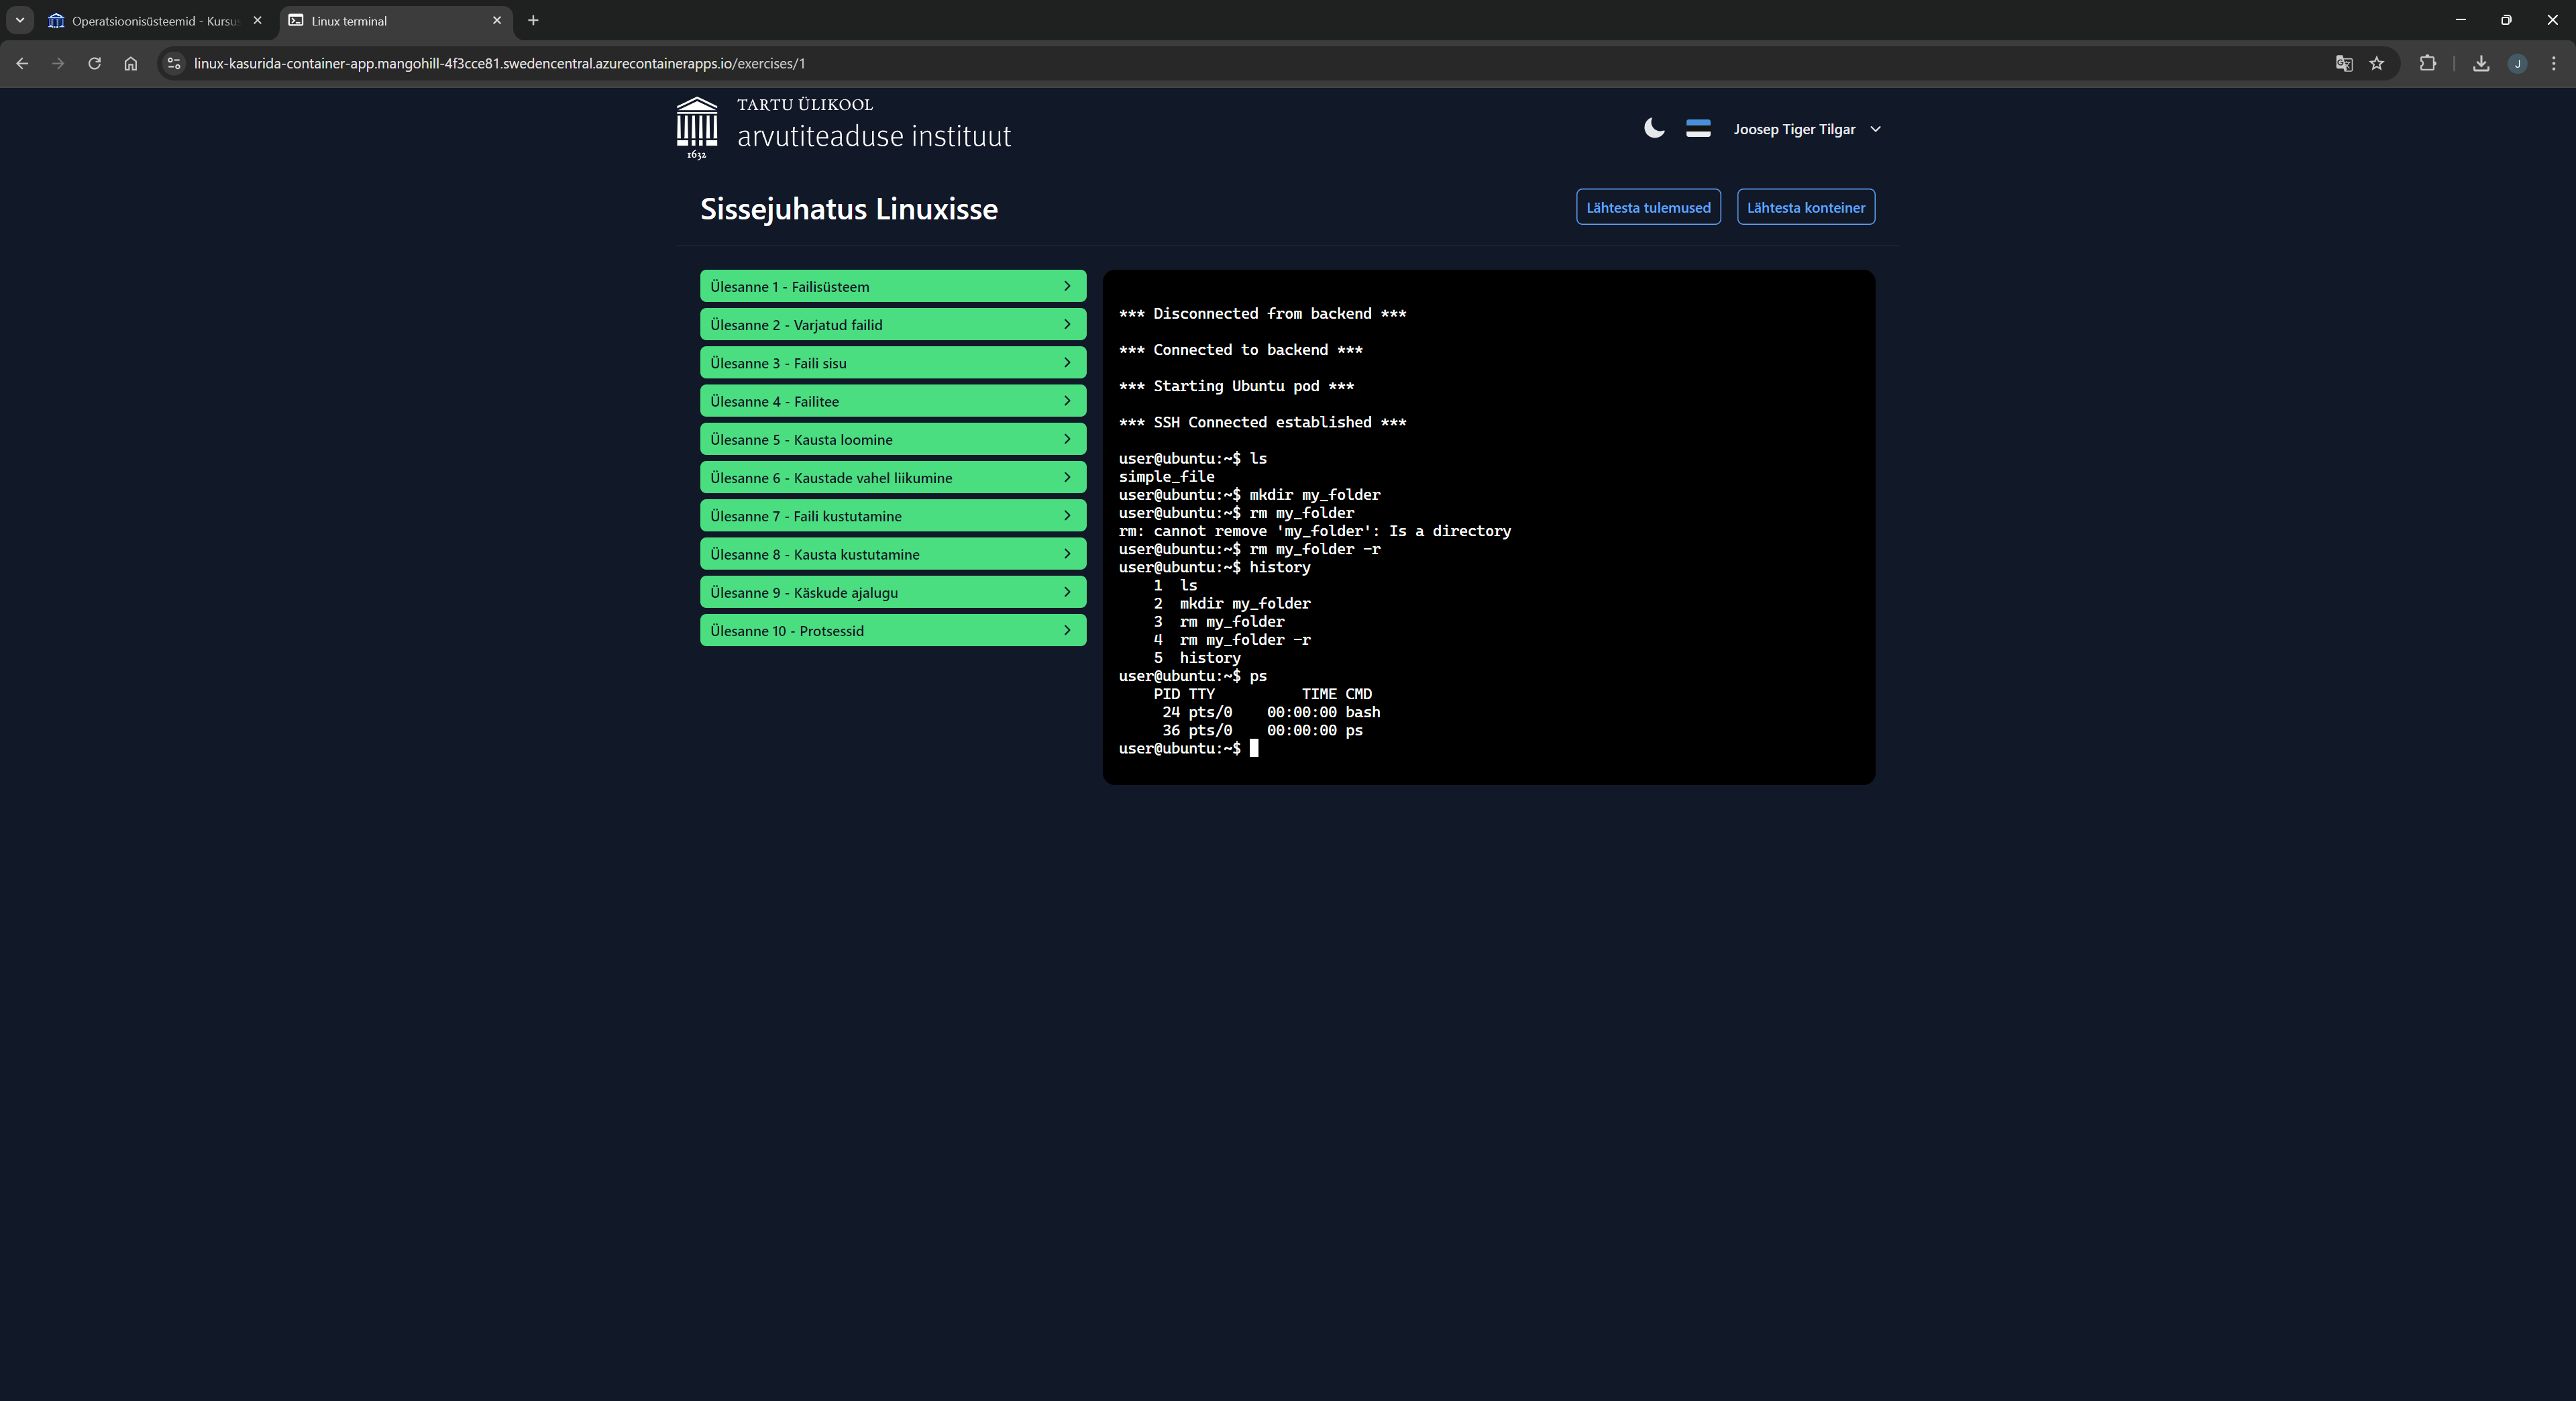 Operatsioonisüsteemid - Kursu
Linux terminal
linux-kasurida-container-app.mangohill-4f3cce81.swedencentral.azurecontainerapps.io/exercises/1
J
TARTU ÜLIKOOL
arvutiteaduse instituut
1632
Joosep Tiger Tilgar
Sissejuhatus Linuxisse
Lähtesta tulemused
Lähtesta konteiner
Ülesanne 1 - Failisüsteem
Ülesanne 2 - Varjatud failid
Ülesanne 3 - Faili sisu
Ülesanne 4 - Failitee
Ülesanne 5 - Kausta loomine
Ülesanne 6 - Kaustade vahel liikumine
Ülesanne 7 - Faili kustutamine
Ülesanne 8 - Kausta kustutamine
Ülesanne 9 - Käskude ajalugu
Ülesanne 10 - Protsessid
*** Disconnected from backend ***
*** Connected to backend ***
*** Starting Ubuntu pod ***
*** SSH Connected established ***
user@ubuntu:~$ ls
simple_file
user@ubuntu:~$ mkdir my_folder
user@ubuntu:~$ rm my_folder
rm: cannot remove 'my_folder': Is a directory
user@ubuntu:~$ rm my_folder -r
user@ubuntu:~$ history
1 ls
2 mkdir my_folder
3 rm my_folder
4 rm my_folder -r
5 history
user@ubuntu:~$ ps
PID TTY TIME CMD
24 pts/0 00:00:00 bash
36 pts/0 00:00:00 ps
user@ubuntu:~$